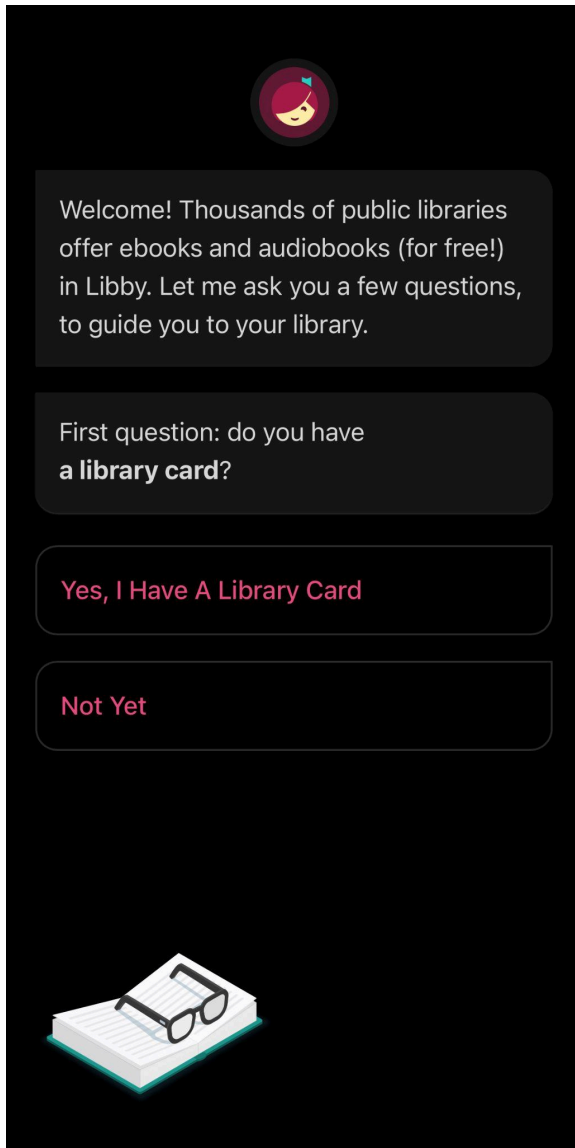 Welcome! Thousands of public libraries
offer ebooks and audiobooks (for free!)
in Libby. Let me ask you a few questions,
to guide you to your library.
First question: do you have
a library card?
Yes, I Have A Library Card
Not Yet